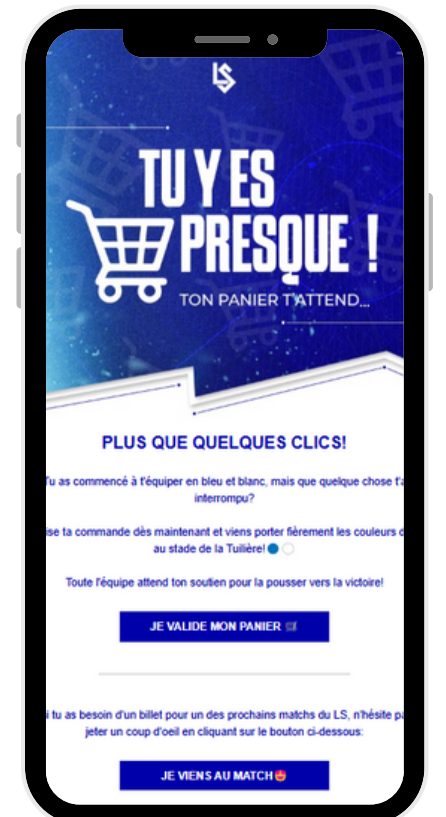 LS
TU Y ES
PRESQUE !
TON PANIER T'ATTEND...
PLUS QUE QUELQUES CLICS!
Tu as commencé à t'équiper en bleu et blanc, mais que quelque chose t'a
interrompu?
ise ta commande dès maintenant et viens porter fièrement les couleurs d
au stade de la Tuilière! 🔵⚪
Toute l'équipe attend ton soutien pour la pousser vers la victoire!
JE VALIDE MON PANIER 🛒
i tu as besoin d'un billet pour un des prochains matchs du LS, n'hésite pa
jeter un coup d'oeil en cliquant sur le bouton ci-dessous:
JE VIENS AU MATCH😍